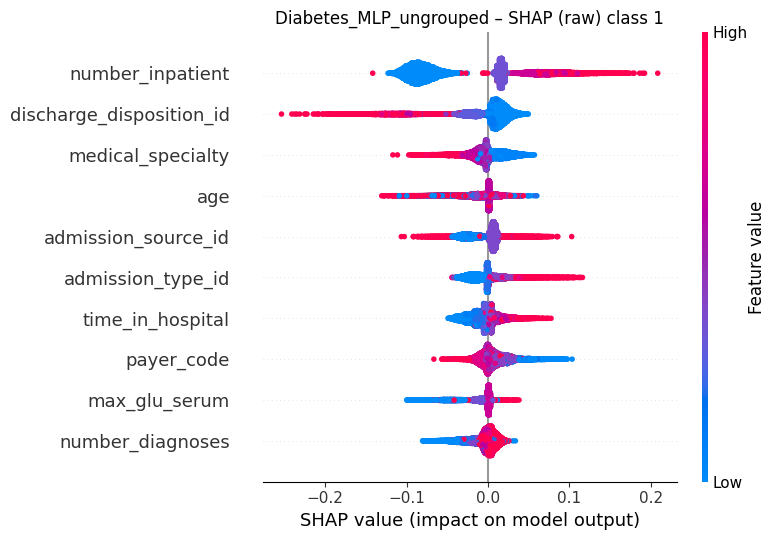 Diabetes_MLP_ungrouped – SHAP (raw) class 1
High
number_inpatient
discharge_disposition_id
medical_specialty
age
admission_source_id
admission_type_id
time_in_hospital
payer_code
max_glu_serum
number_diagnoses
Feature value
Low
−0.2 −0.1 0.0 0.1 0.2
SHAP value (impact on model output)